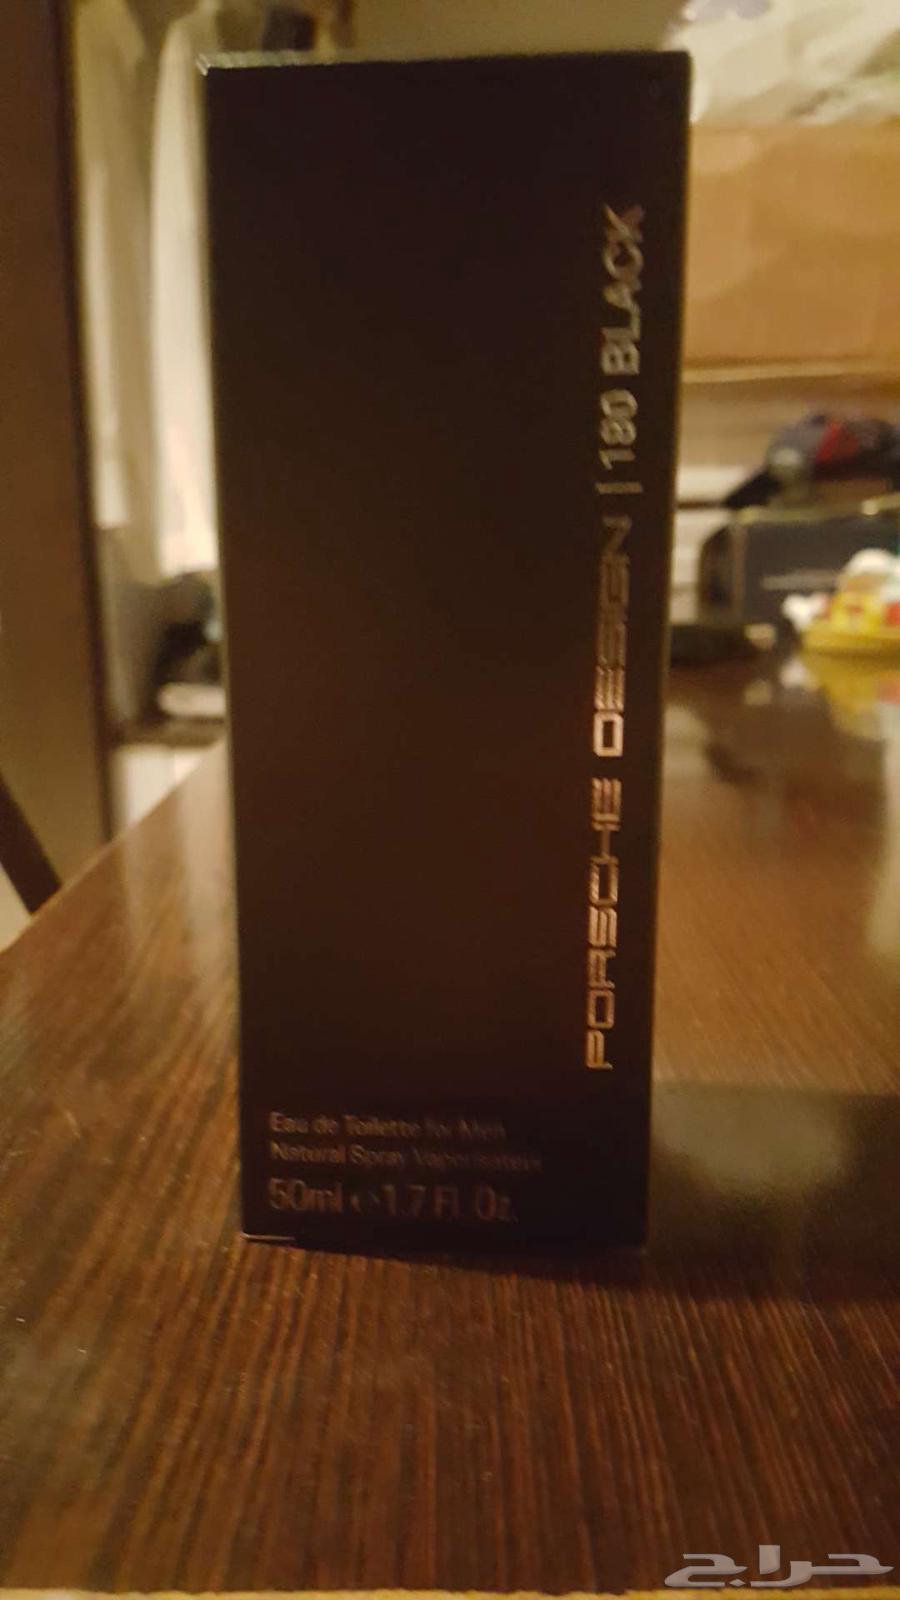 PORSCHE DESIGN | 180 BLACK
Eau de Toilette for Men
Natural Spray Vaporisateur
50ml e 1.7 Fl. Oz.
حراج